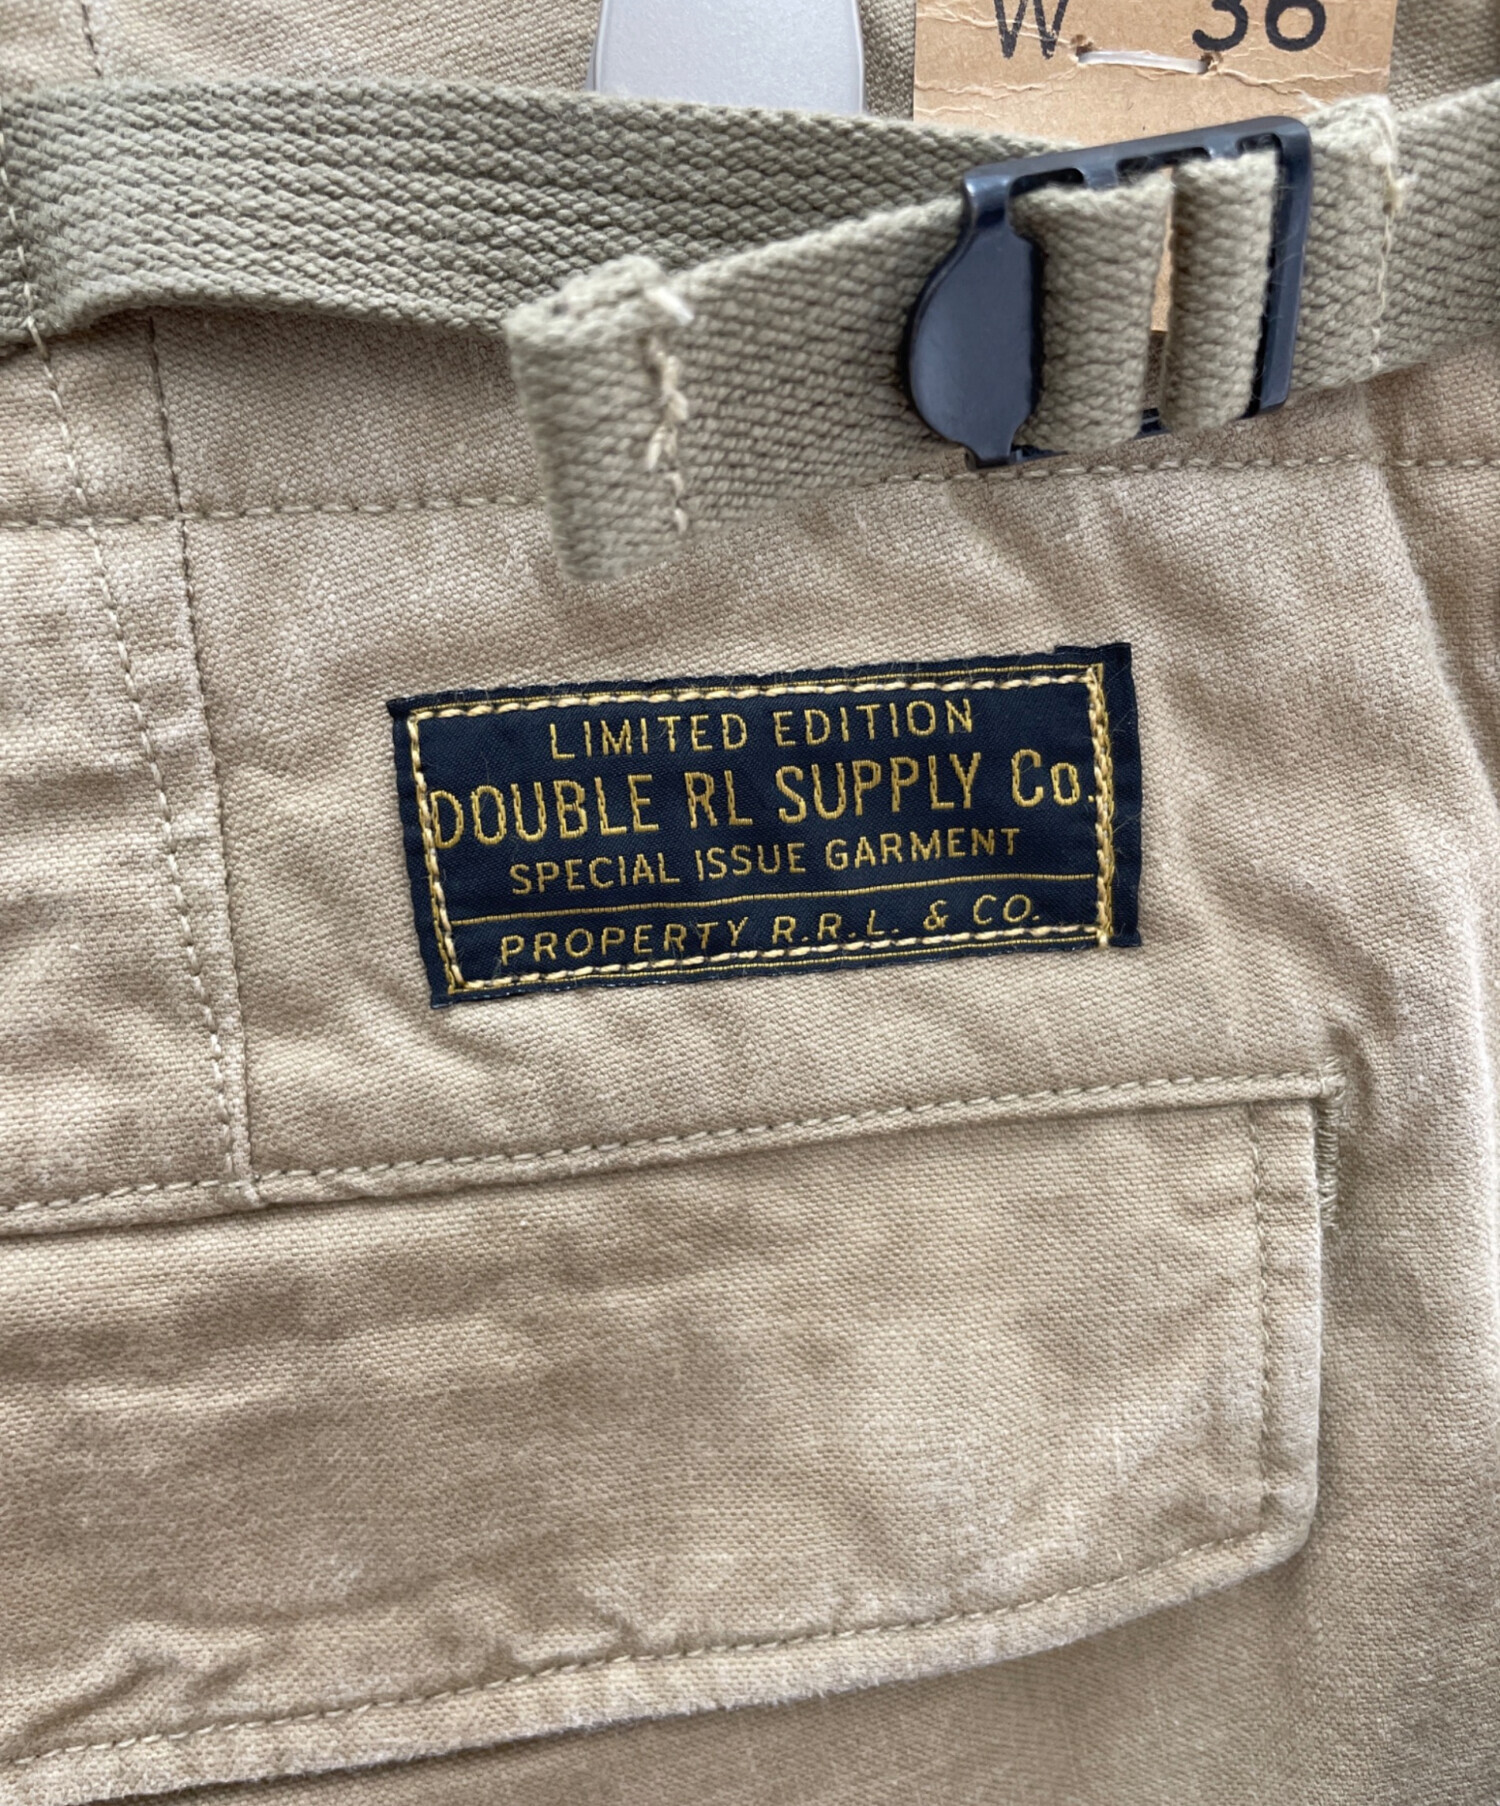 W 36
LIMITED EDITION
DOUBLE RL SUPPLY Co.
SPECIAL ISSUE GARMENT
PROPERTY R.R.L. & CO.